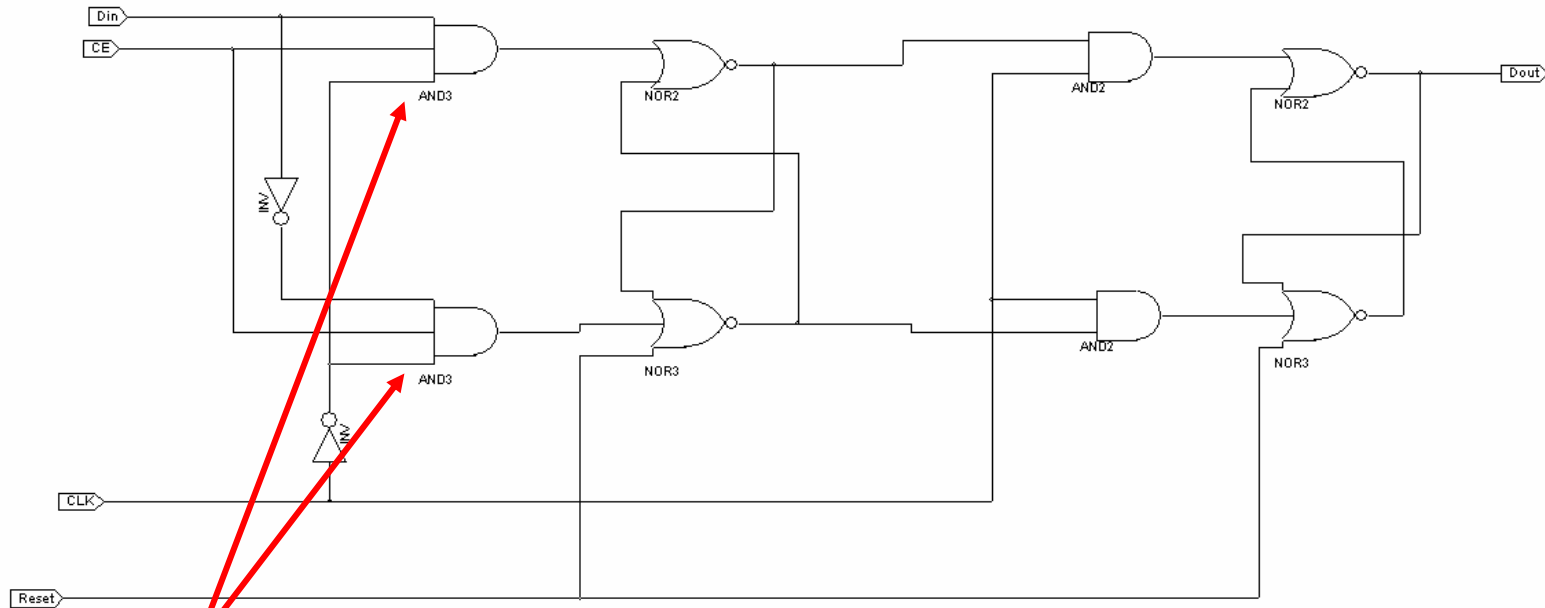 Din
CE
AND3
NOR2
AND2
NOR2
Dout
INV
AND3
NOR3
AND2
NOR3
INV
CLK
Reset